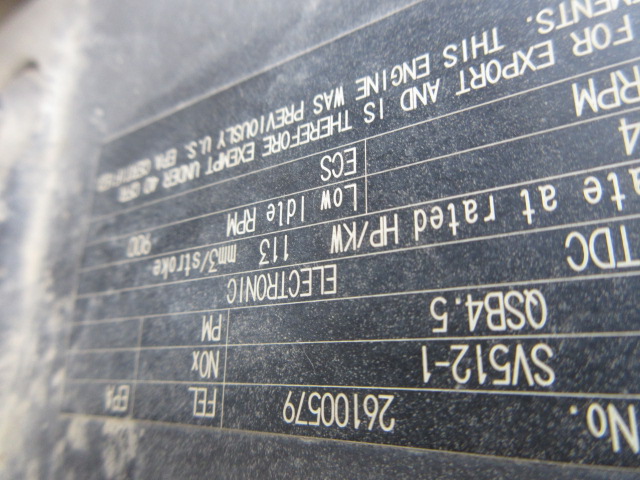 No. 26100579 FEL EPA
SV512-1 NOx
QSB4.5 PM
TDC ELECTRONIC
ate at rated HP/KW 113 mm3/stroke
4 Low Idle RPM 900
RPM ECS
FOR EXPORT AND IS THEREFORE EXEMPT UNDER 40 CFR
EMENTS. THIS ENGINE WAS PREVIOUSLY U.S. EPA CERTIFIED